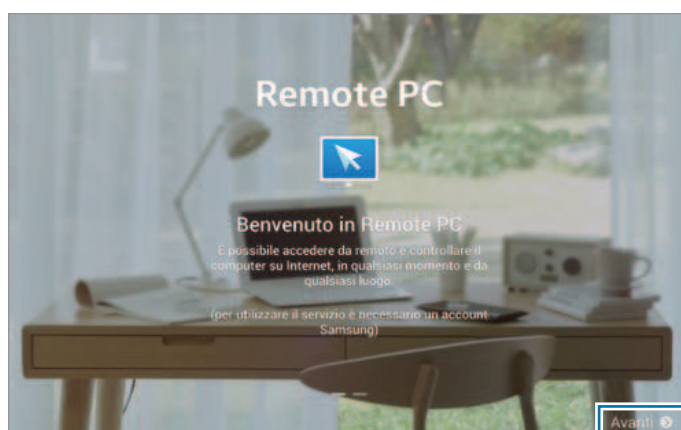 Remote PC
Benvenuto in Remote PC
È possibile accedere da remoto e controllare il
computer su Internet, in qualsiasi momento e da
qualsiasi luogo.
(per utilizzare il servizio è necessario un account
Samsung)
Avanti